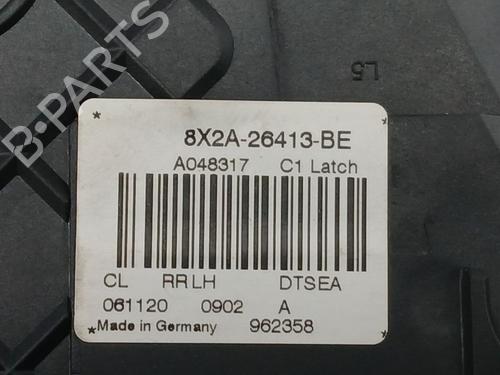 B-PARTS
L5
8X2A-26413-BE
A048317 C1 Latch
CL RR LH DTSEA
061120 0902 A
Made in Germany 962358